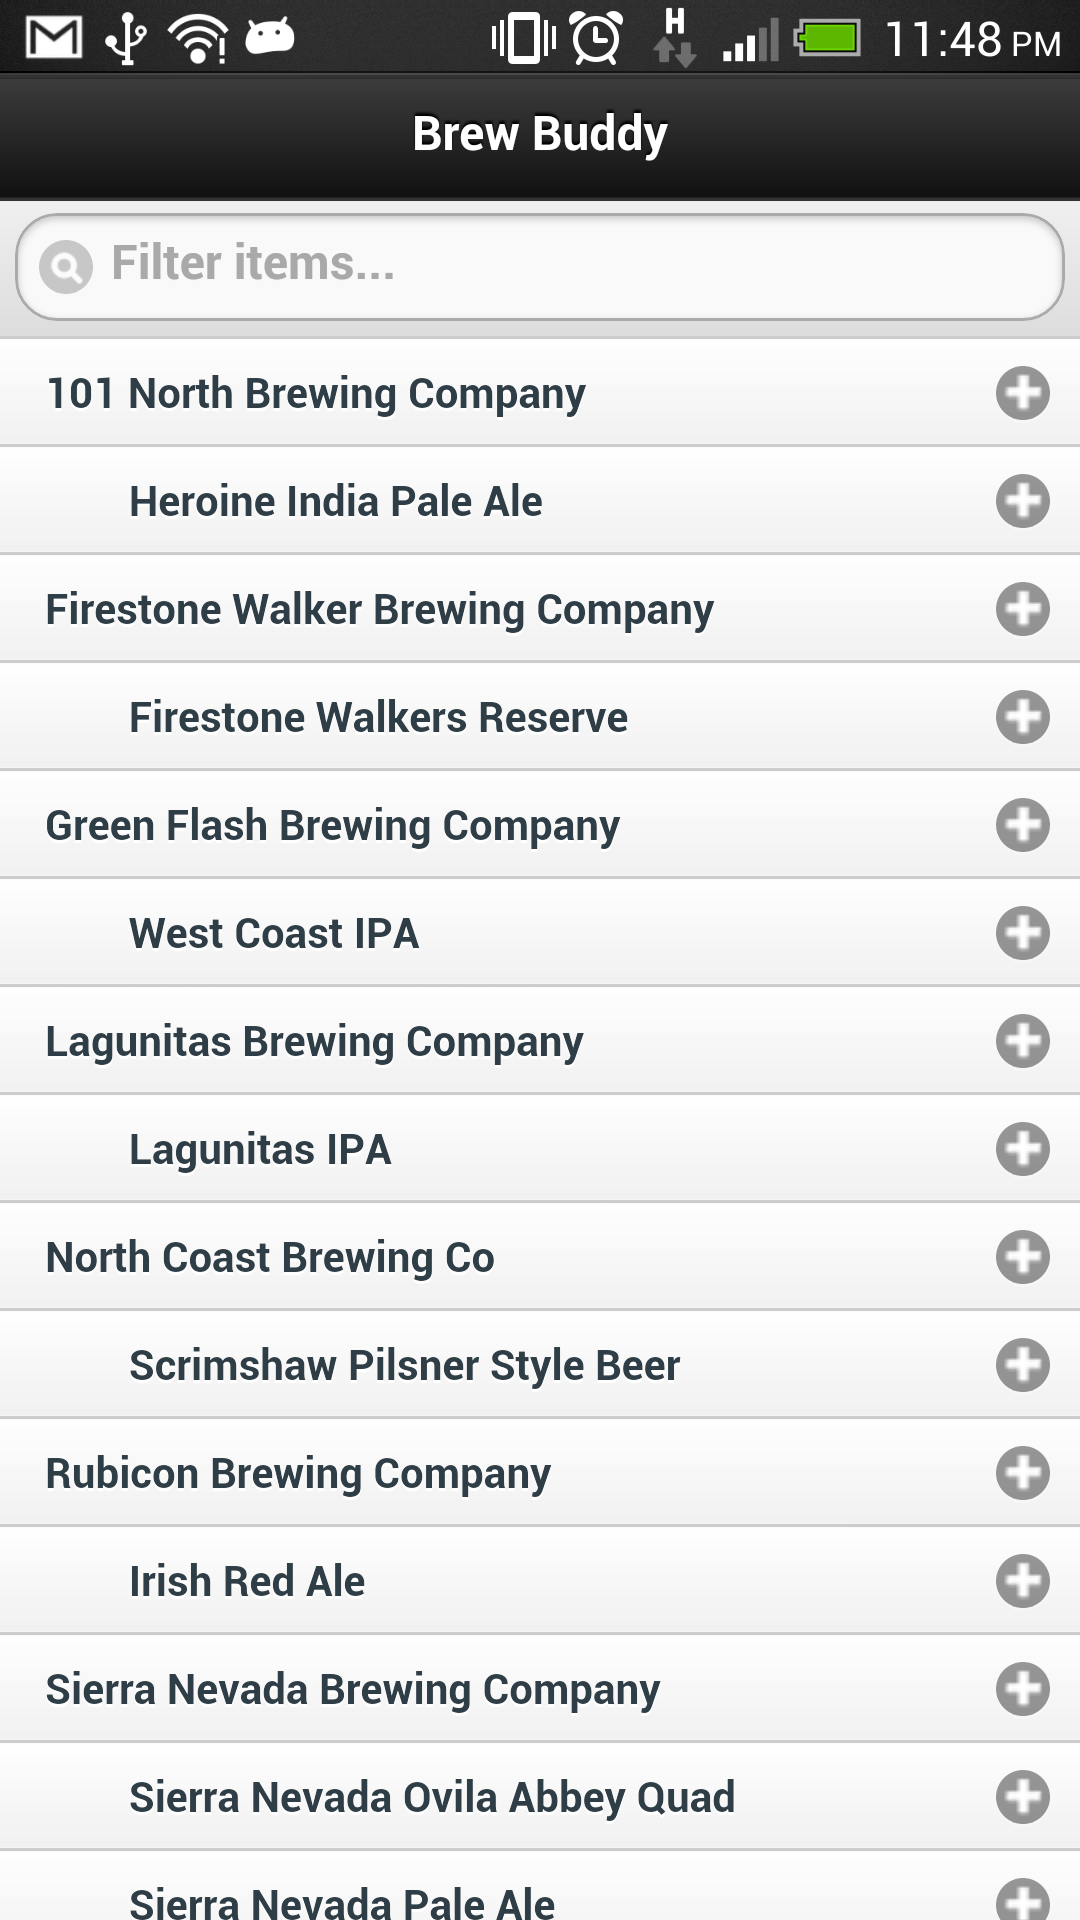 H 11:48 PM
Brew Buddy
Filter items...
101 North Brewing Company
Heroine India Pale Ale
Firestone Walker Brewing Company
Firestone Walkers Reserve
Green Flash Brewing Company
West Coast IPA
Lagunitas Brewing Company
Lagunitas IPA
North Coast Brewing Co
Scrimshaw Pilsner Style Beer
Rubicon Brewing Company
Irish Red Ale
Sierra Nevada Brewing Company
Sierra Nevada Ovila Abbey Quad
Sierra Nevada Pale Ale